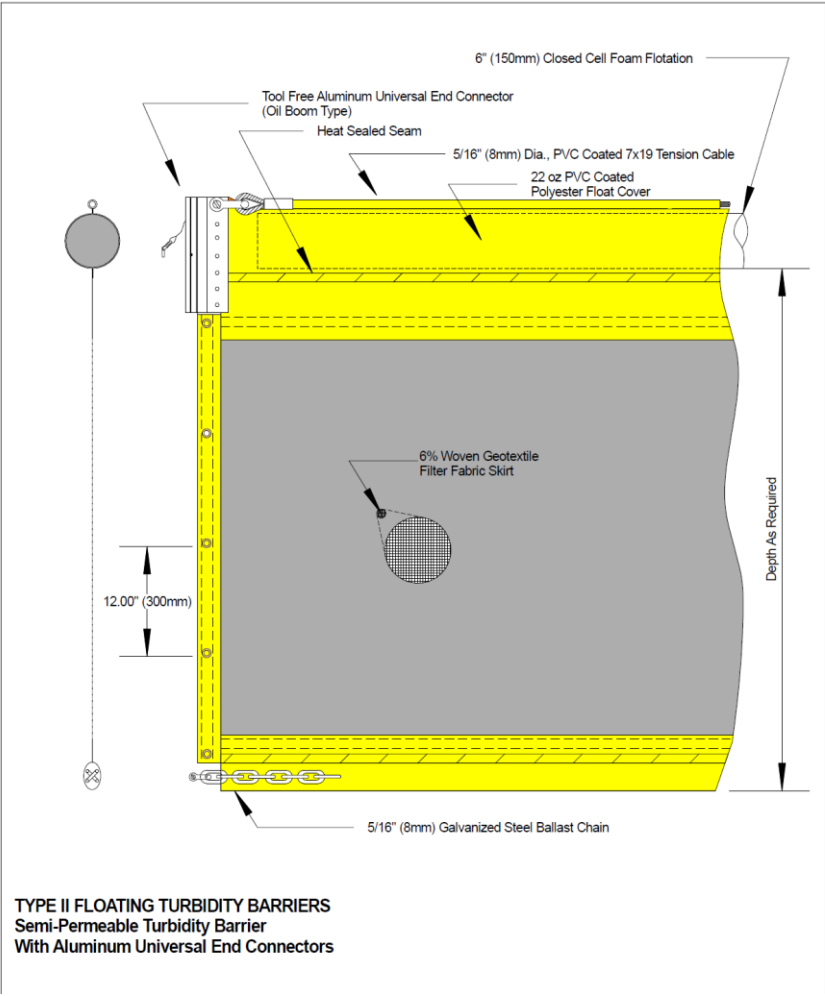 6" (150mm) Closed Cell Foam Flotation
Tool Free Aluminum Universal End Connector
(Oil Boom Type)
Heat Sealed Seam
5/16" (8mm) Dia., PVC Coated 7x19 Tension Cable
22 oz PVC Coated
Polyester Float Cover
6% Woven Geotextile
Filter Fabric Skirt
Depth As Required
12.00" (300mm)
5/16" (8mm) Galvanized Steel Ballast Chain
TYPE II FLOATING TURBIDITY BARRIERS
Semi-Permeable Turbidity Barrier
With Aluminum Universal End Connectors